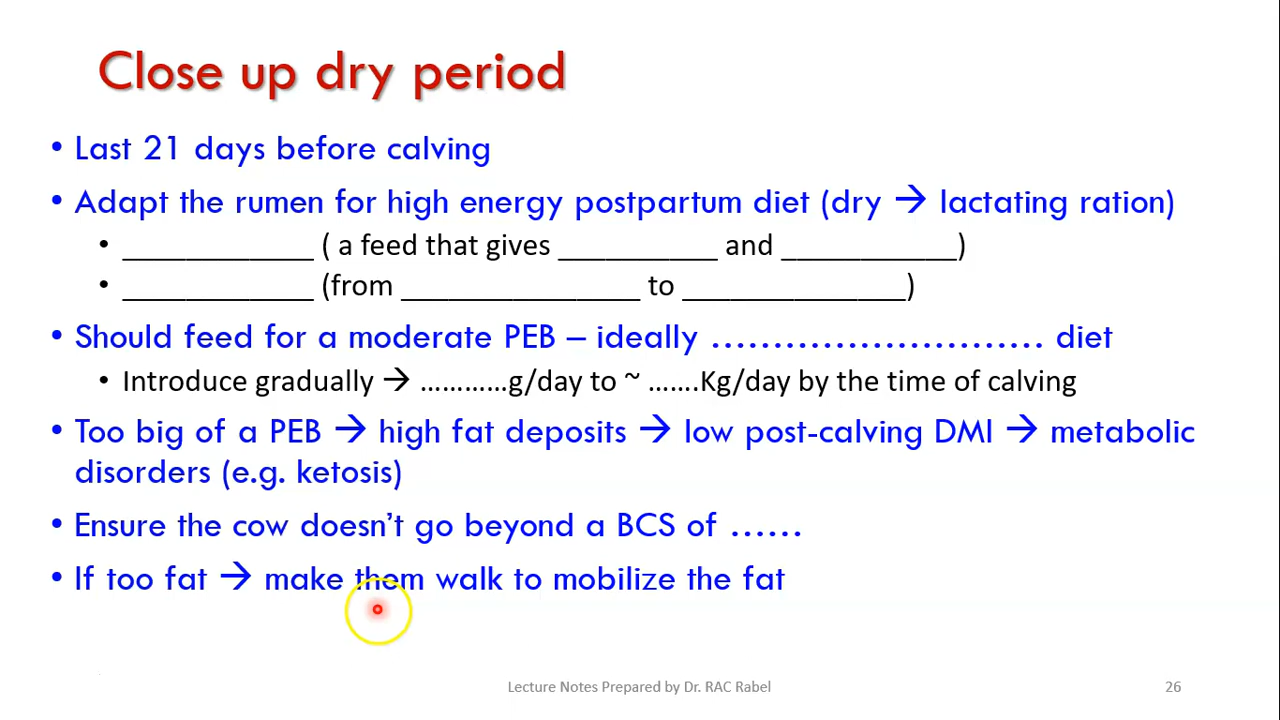 Close up dry period
• Last 21 days before calving
• Adapt the rumen for high energy postpartum diet (dry → lactating ration)
• ____________ ( a feed that gives __________ and ___________)
• ____________ (from _______________ to ______________)
• Should feed for a moderate PEB – ideally ……………………… diet
• Introduce gradually → …………g/day to ~ …….Kg/day by the time of calving
• Too big of a PEB → high fat deposits → low post-calving DMI → metabolic
disorders (e.g. ketosis)
• Ensure the cow doesn’t go beyond a BCS of ……
• If too fat → make them walk to mobilize the fat
Lecture Notes Prepared by Dr. RAC Rabel
26